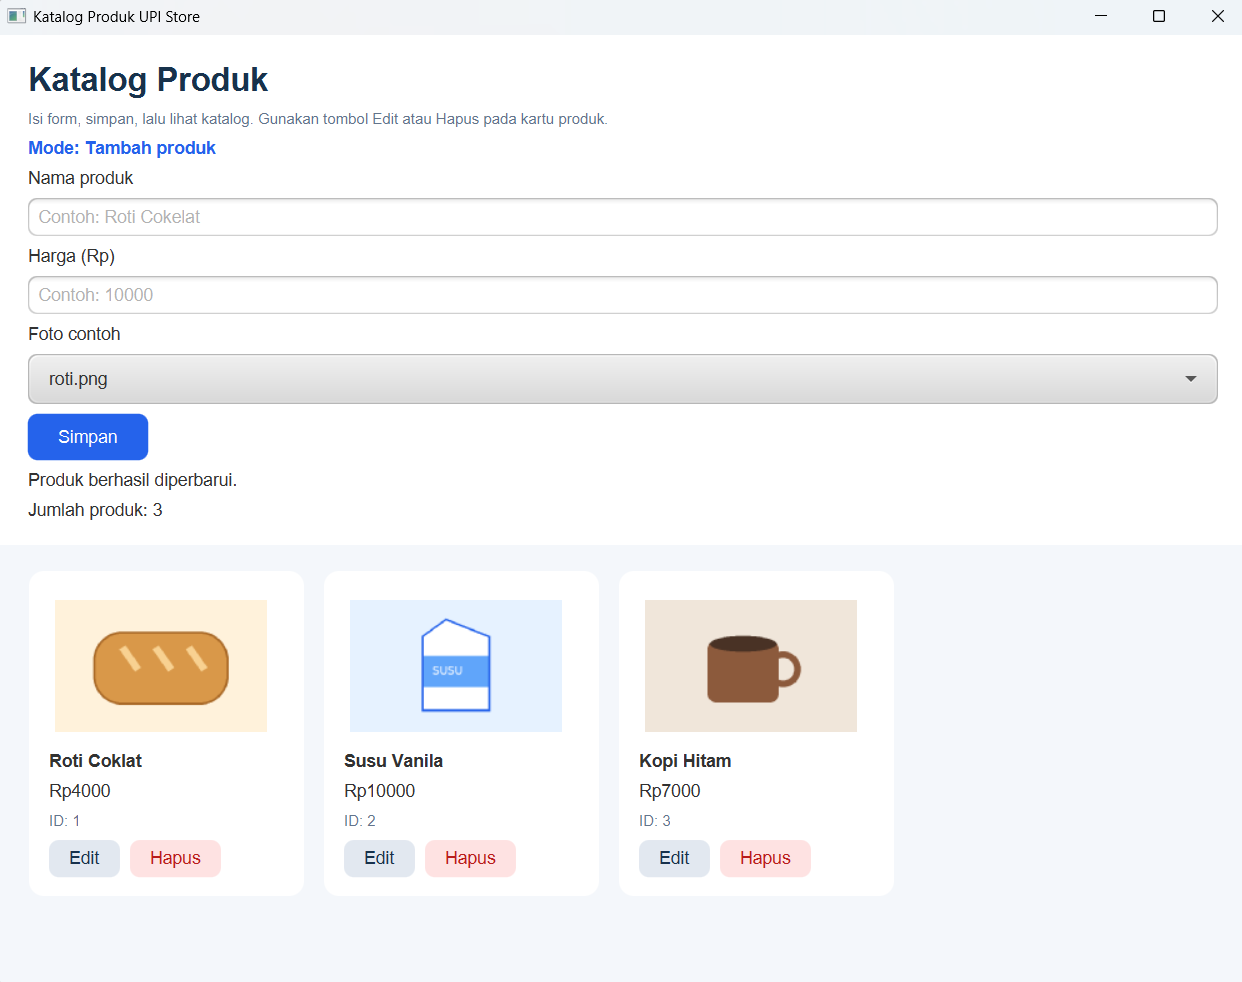 Katalog Produk UPI Store
Katalog Produk
Isi form, simpan, lalu lihat katalog. Gunakan tombol Edit atau Hapus pada kartu produk.
Mode: Tambah produk
Nama produk
Contoh: Roti Cokelat
Harga (Rp)
Contoh: 10000
Foto contoh
roti.png
Simpan
Produk berhasil diperbarui.
Jumlah produk: 3
SUSU
Roti Coklat
Rp4000
ID: 1
Edit Hapus
Susu Vanila
Rp10000
ID: 2
Edit Hapus
Kopi Hitam
Rp7000
ID: 3
Edit Hapus